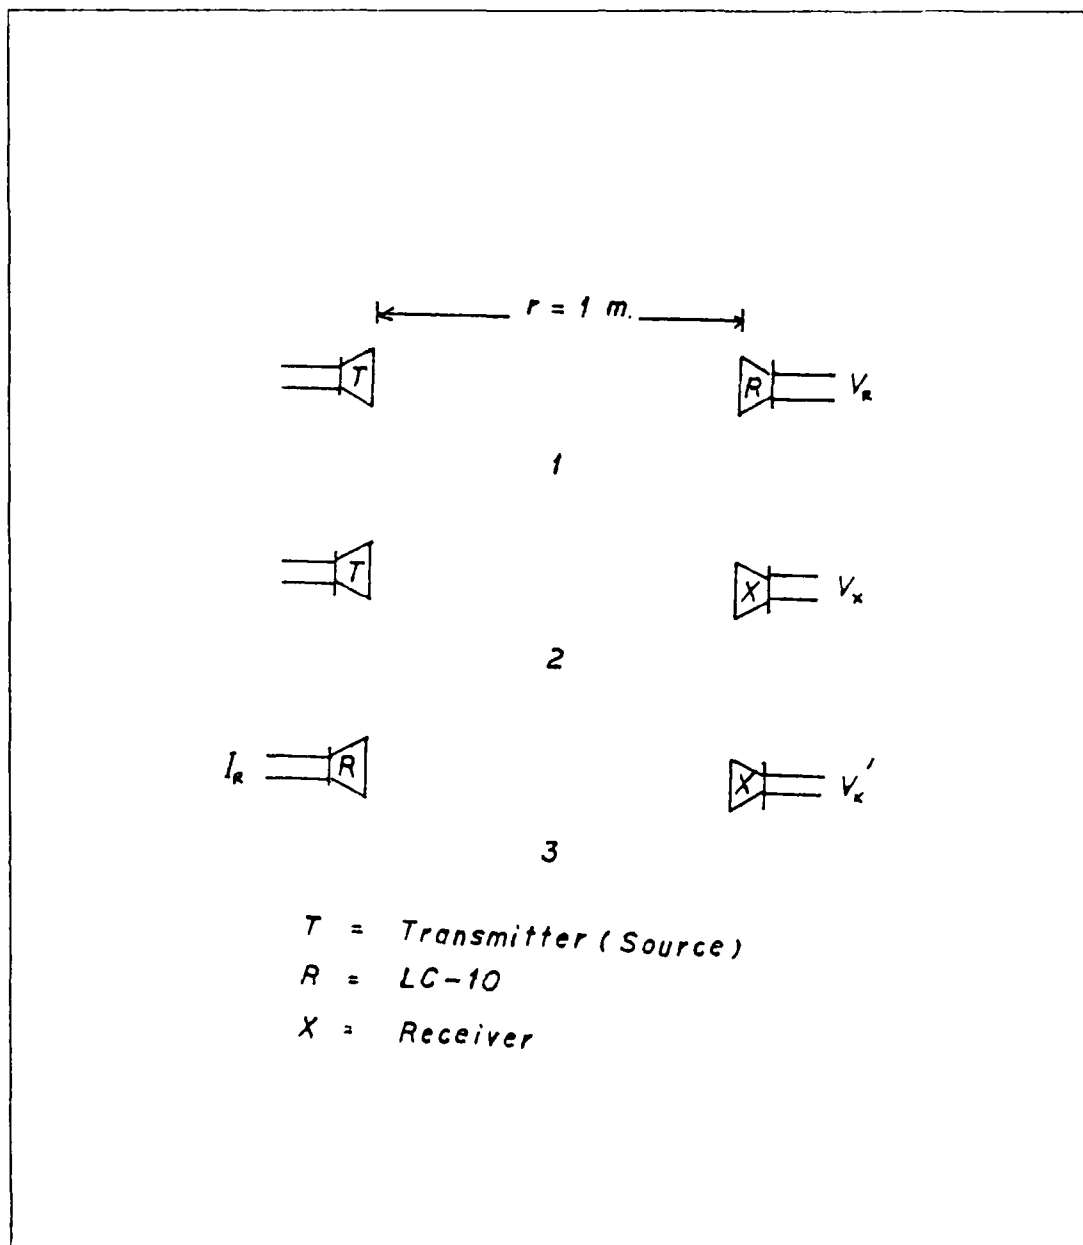 r = 1 m.
T R V_R
1
T X V_x
2
I_R R X V_x'
3
T = Transmitter (Source)
R = LC-10
X = Receiver